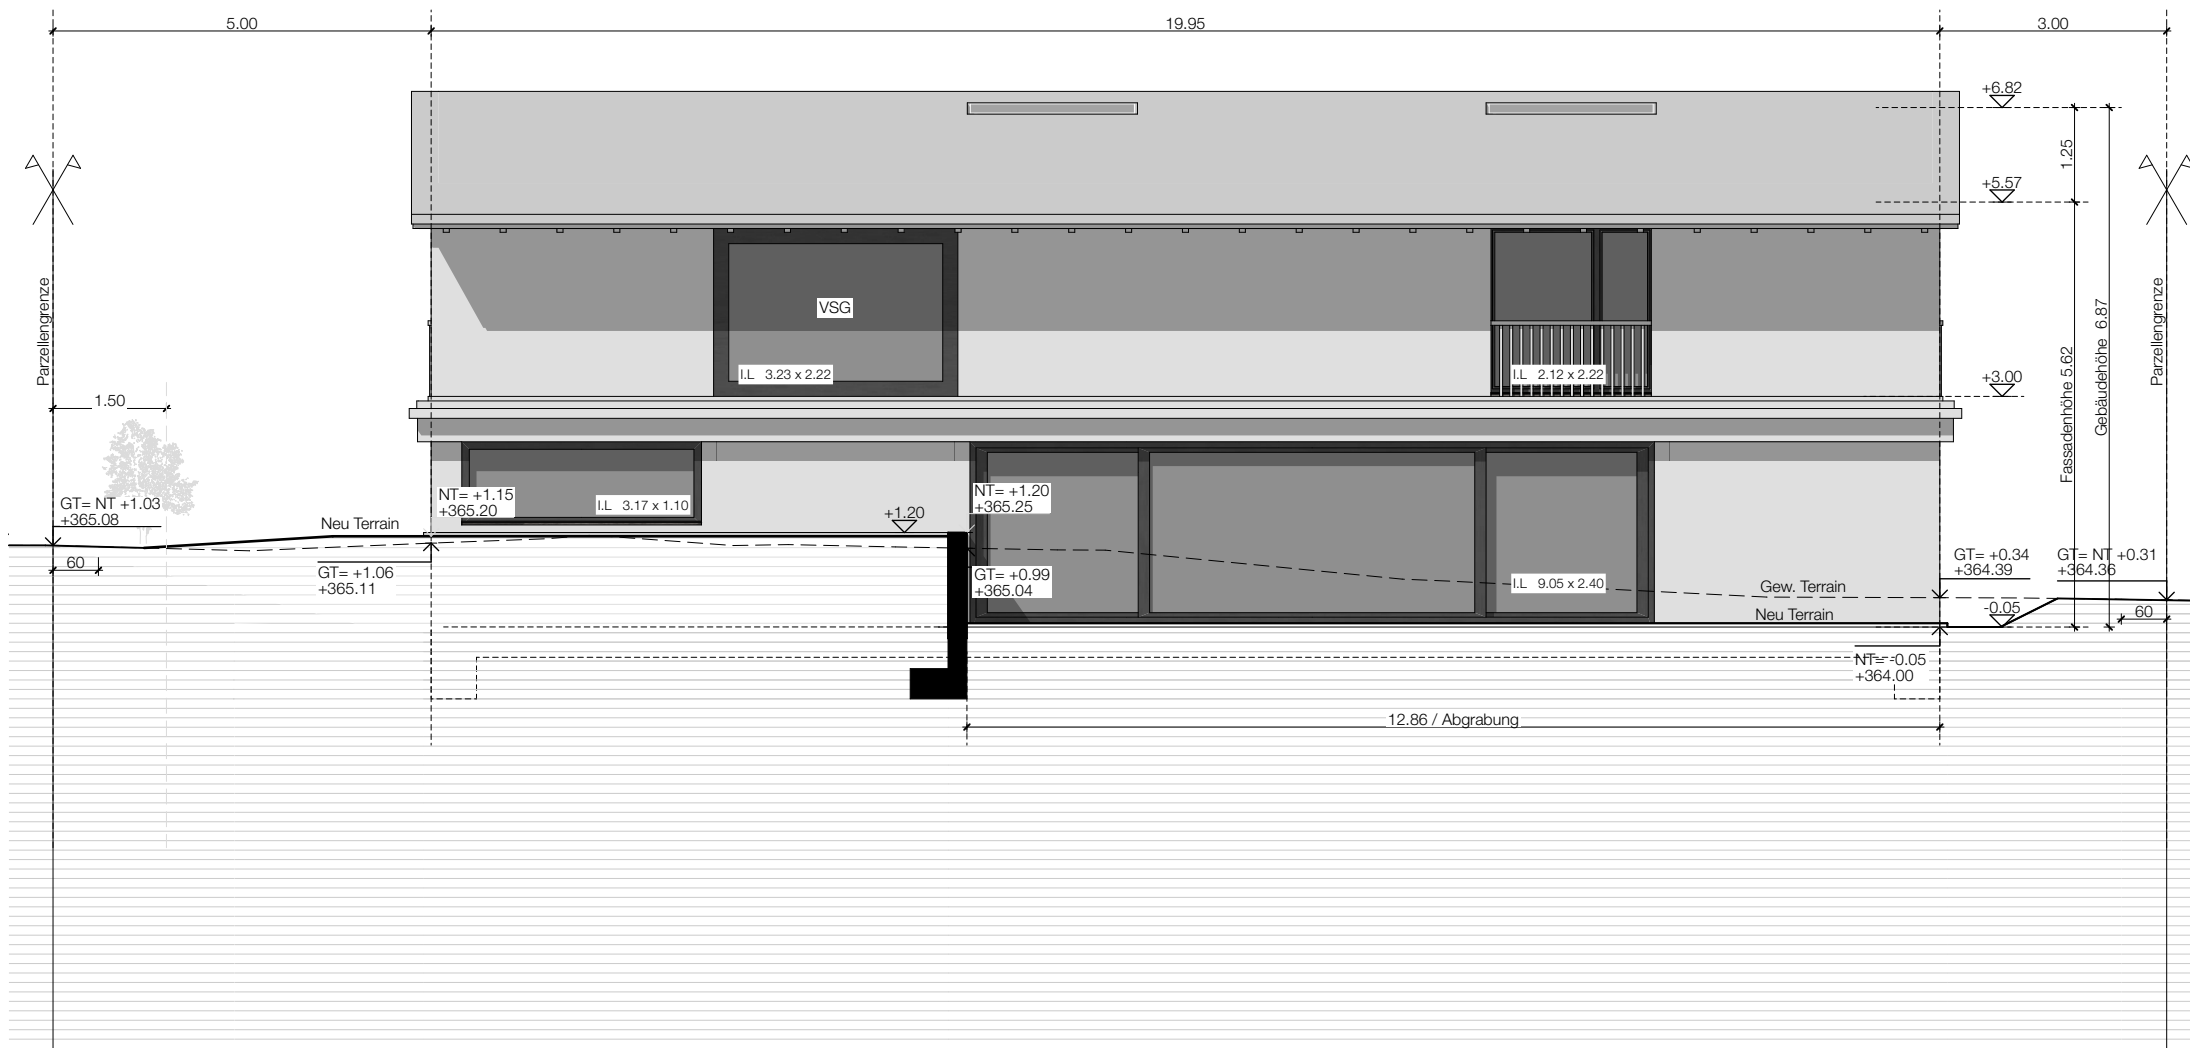 5.00
19.95
3.00
+6.82
1.25
+5.57
Parzellengrenze
Parzellengrenze
Gebäudehöhe 6.87
Fassadenhöhe 5.62
VSG
I.L 3.23 x 2.22
I.L 2.12 x 2.22
+3.00
1.50
GT= NT +1.03
+365.08
NT= +1.15
+365.20
I.L 3.17 x 1.10
NT= +1.20
+365.25
+1.20
Neu Terrain
60
GT= +1.06
+365.11
GT= +0.99
+365.04
I.L 9.05 x 2.40
Gew. Terrain
Neu Terrain
GT= +0.34
+364.39
GT= NT +0.31
+364.36
-0.05
60
NT= -0.05
+364.00
12.86 / Abgrabung